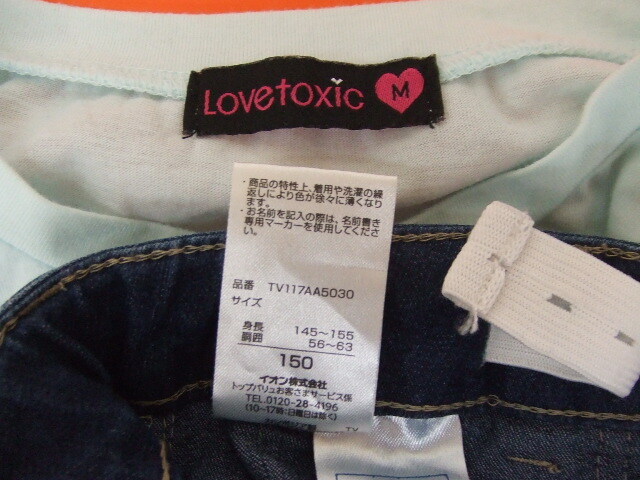 Lovetoxic
M
・商品の特性上、着用や洗濯の繰
返しにより色が徐々に薄くなり
ます。
・お名前を記入の際は、名前書き
専用マーカーを使用してくださ
い。
品番 TV117AA5030
サイズ
身長 145～155
胴囲 56～63
150
イオン株式会社
トップバリュお客さまサービス係
TEL.0120-28-4196
(10～17時:日曜日は除く)
TV